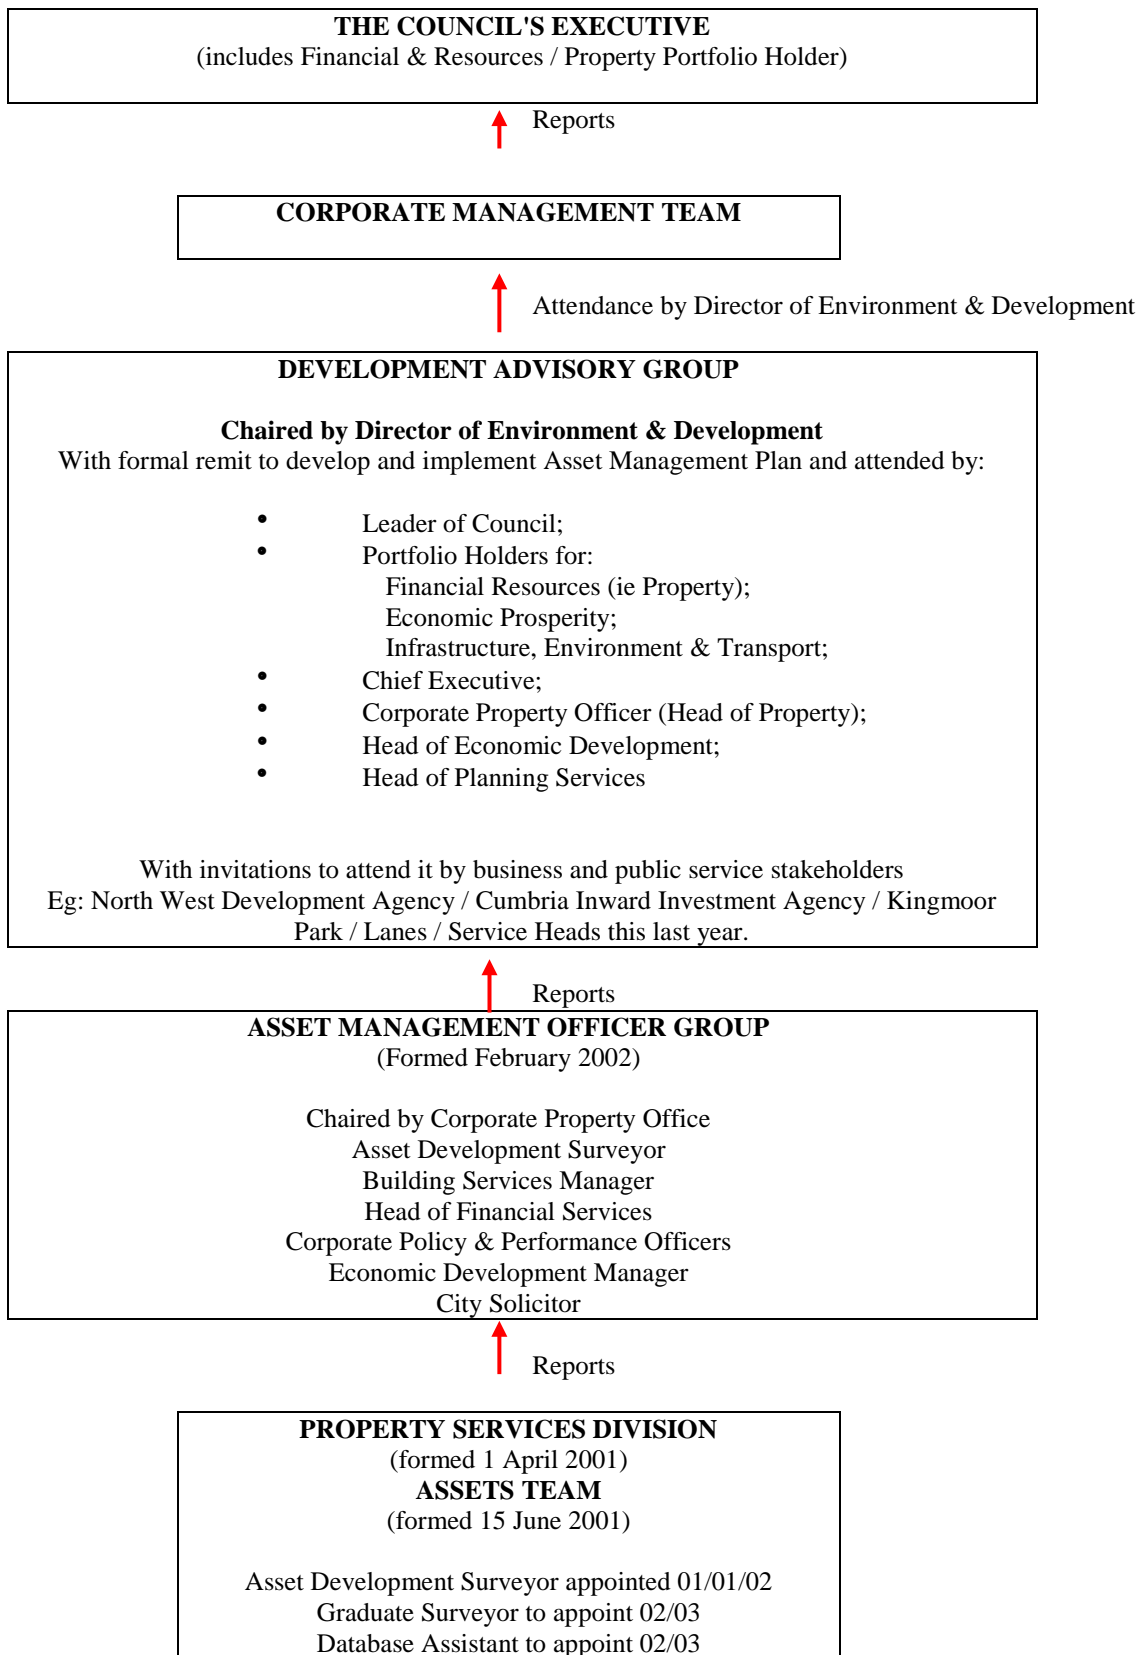 THE COUNCIL'S EXECUTIVE
(includes Financial & Resources / Property Portfolio Holder)
Reports
CORPORATE MANAGEMENT TEAM
Attendance by Director of Environment & Development
DEVELOPMENT ADVISORY GROUP
Chaired by Director of Environment & Development
With formal remit to develop and implement Asset Management Plan and attended by:
• Leader of Council;
• Portfolio Holders for:
Financial Resources (ie Property);
Economic Prosperity;
Infrastructure, Environment & Transport;
• Chief Executive;
• Corporate Property Officer (Head of Property);
• Head of Economic Development;
• Head of Planning Services
With invitations to attend it by business and public service stakeholders
Eg: North West Development Agency / Cumbria Inward Investment Agency / Kingmoor
Park / Lanes / Service Heads this last year.
Reports
ASSET MANAGEMENT OFFICER GROUP
(Formed February 2002)
Chaired by Corporate Property Office
Asset Development Surveyor
Building Services Manager
Head of Financial Services
Corporate Policy & Performance Officers
Economic Development Manager
City Solicitor
Reports
PROPERTY SERVICES DIVISION
(formed 1 April 2001)
ASSETS TEAM
(formed 15 June 2001)
Asset Development Surveyor appointed 01/01/02
Graduate Surveyor to appoint 02/03
Database Assistant to appoint 02/03